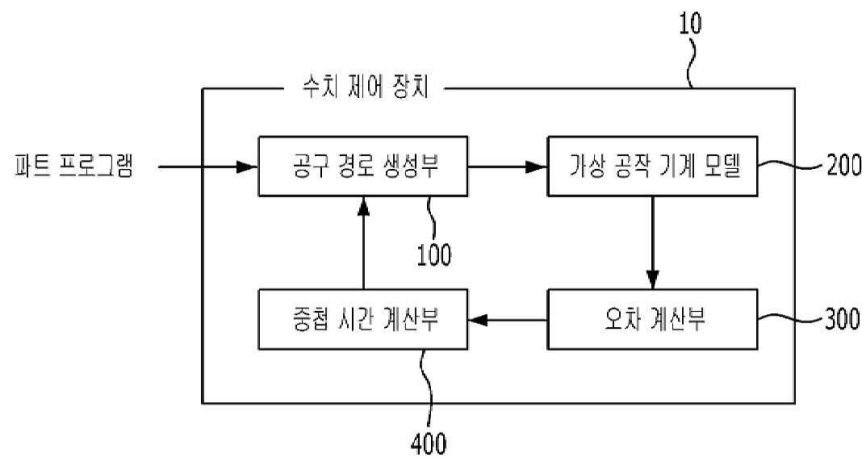 10
수치 제어 장치
파트 프로그램
공구 경로 생성부
가상 공작 기계 모델
200
100
중첩 시간 계산부
오차 계산부
300
400